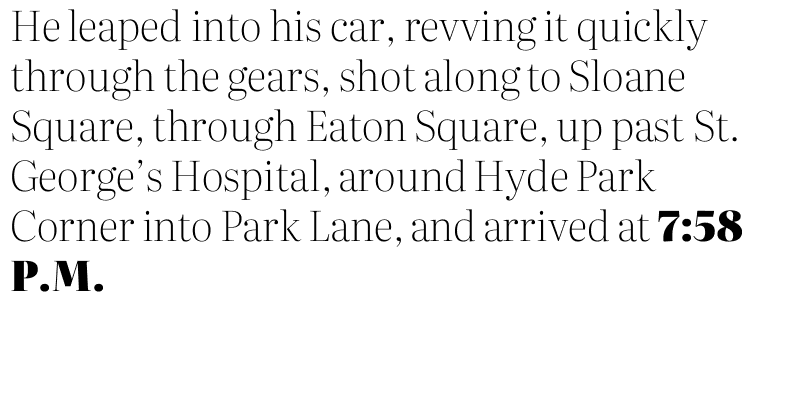 He leaped into his car, revving it quickly
through the gears, shot along to Sloane
Square, through Eaton Square, up past St.
George’s Hospital, around Hyde Park
Corner into Park Lane, and arrived at 7:58
P.M.